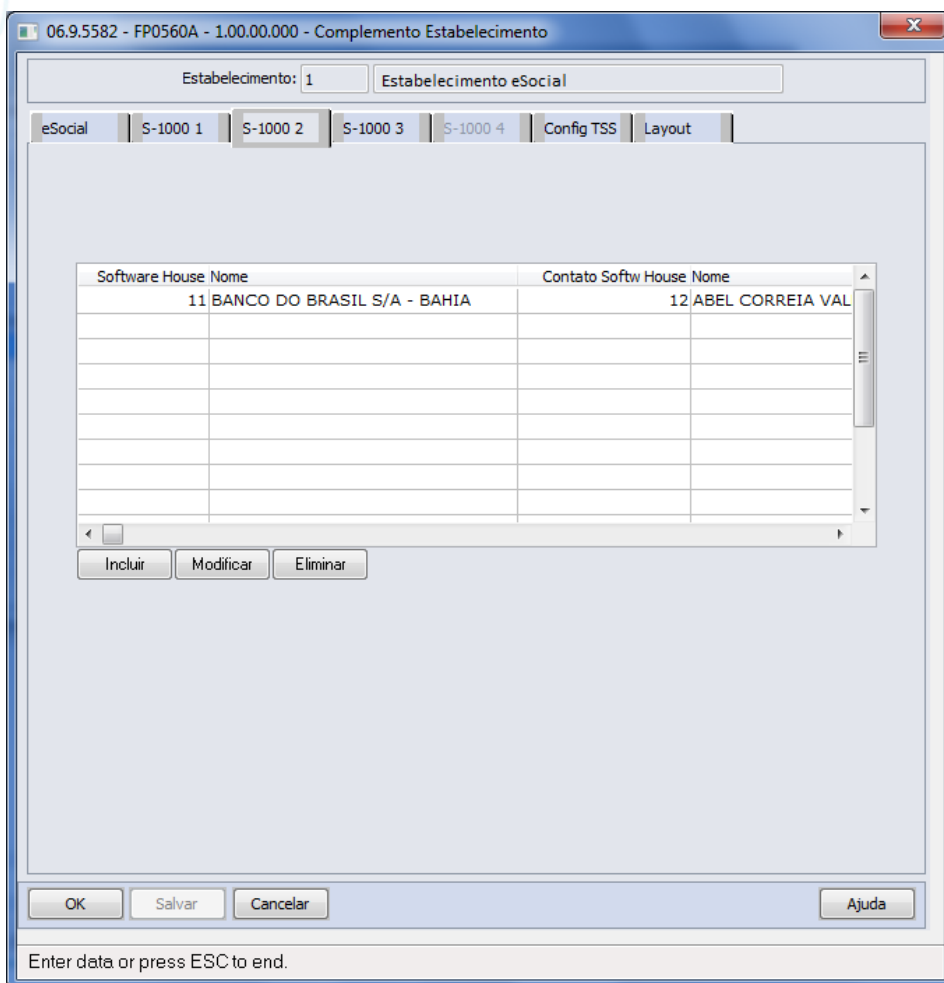 06.9.5582 - FP0560A - 1.00.00.000 - Complemento Estabelecimento
Estabelecimento: 1 Estabelecimento eSocial
eSocial S-1000 1 S-1000 2 S-1000 3 S-1000 4 Config TSS Layout
Software House Nome Contato Softw House Nome
11 BANCO DO BRASIL S/A - BAHIA 12 ABEL CORREIA VAL
Incluir Modificar Eliminar
OK Salvar Cancelar Ajuda
Enter data or press ESC to end.